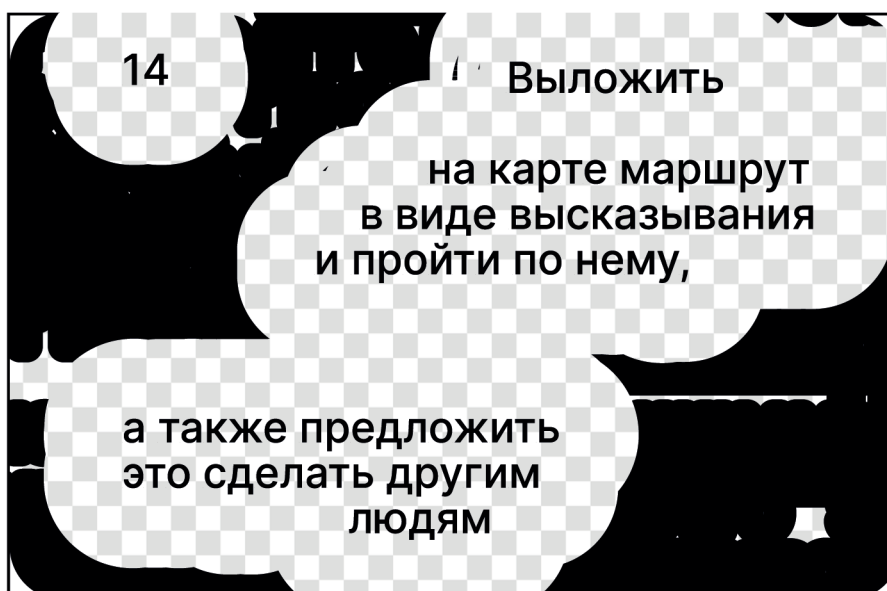 14
Выложить
на карте маршрут
в виде высказывания
и пройти по нему,
а также предложить
это сделать другим
людям